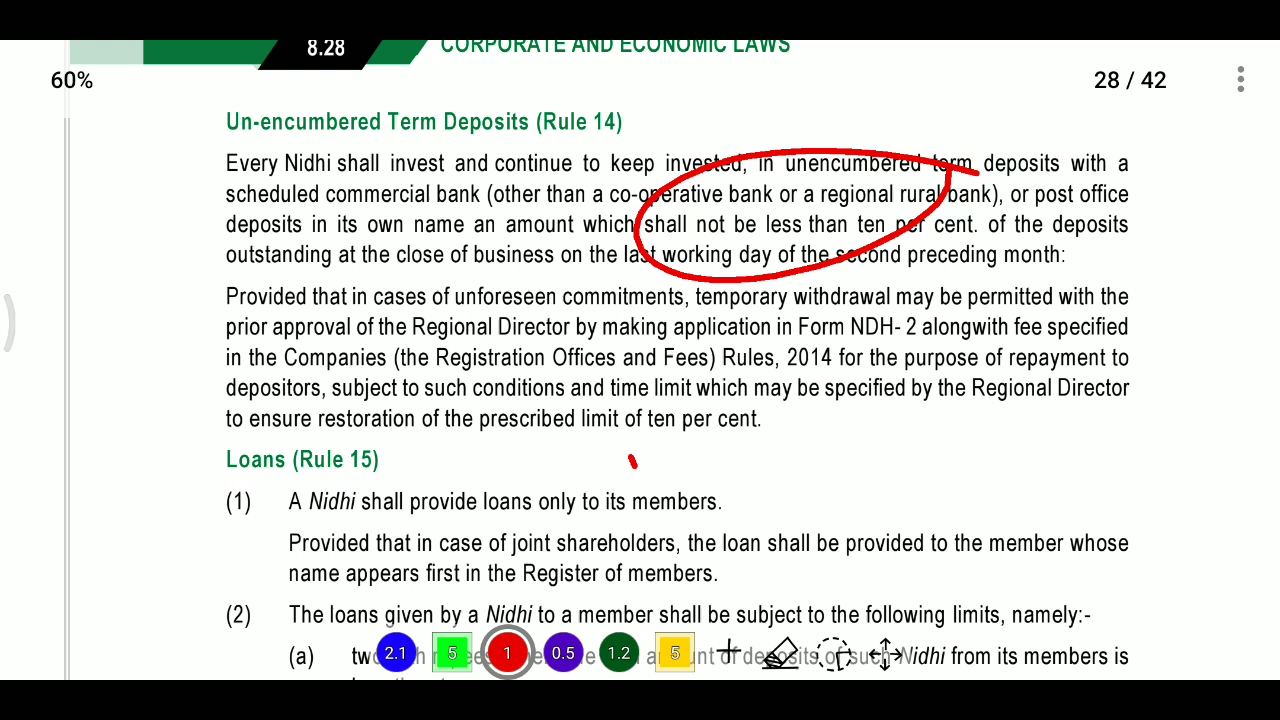 8.28 CORPORATE AND ECONOMIC LAWS
60% 28 / 42
Un-encumbered Term Deposits (Rule 14)
Every Nidhi shall invest and continue to keep invested, in unencumbered term deposits with a
scheduled commercial bank (other than a co-operative bank or a regional rural bank), or post office
deposits in its own name an amount which shall not be less than ten per cent. of the deposits
outstanding at the close of business on the last working day of the second preceding month:
Provided that in cases of unforeseen commitments, temporary withdrawal may be permitted with the
prior approval of the Regional Director by making application in Form NDH- 2 alongwith fee specified
in the Companies (the Registration Offices and Fees) Rules, 2014 for the purpose of repayment to
depositors, subject to such conditions and time limit which may be specified by the Regional Director
to ensure restoration of the prescribed limit of ten per cent.
Loans (Rule 15)
(1) A Nidhi shall provide loans only to its members.
Provided that in case of joint shareholders, the loan shall be provided to the member whose
name appears first in the Register of members.
(2) The loans given by a Nidhi to a member shall be subject to the following limits, namely:-
(a) of deposits of such Nidhi from its members is
2.1 5 1 0.5 1.2 5